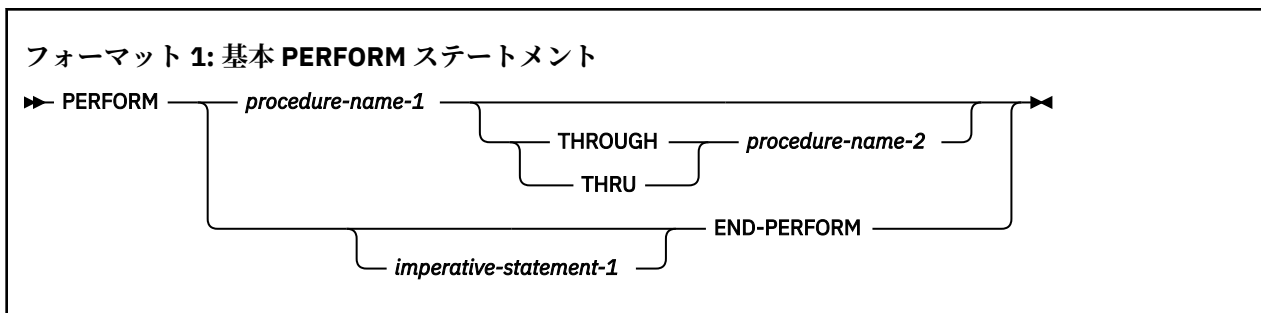 フォーマット 1: 基本 PERFORM ステートメント
PERFORM procedure-name-1
THROUGH procedure-name-2
THRU
END-PERFORM
imperative-statement-1